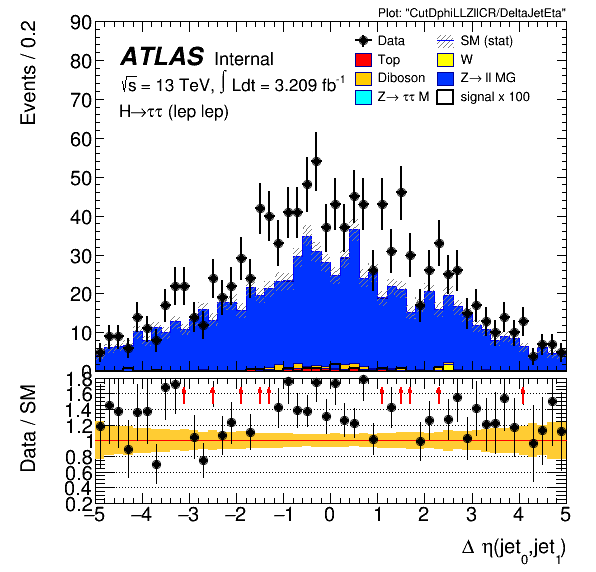 Plot: "CutDphiLLZllCR/DeltaJetEta"
Events / 0.2
90
80
70
60
50
40
30
20
10
0
ATLAS Internal
√s = 13 TeV, ∫ Ldt = 3.209 fb⁻¹
H→ττ (lep lep)
Data
SM (stat)
Top
W
Diboson
Z→ ll MG
Z→ ττ M
signal x 100
Data / SM
1.8
1.6
1.4
1.2
1
0.8
0.6
0.4
0.2
−5 −4 −3 −2 −1 0 1 2 3 4 5
Δ η(jet₀,jet₁)